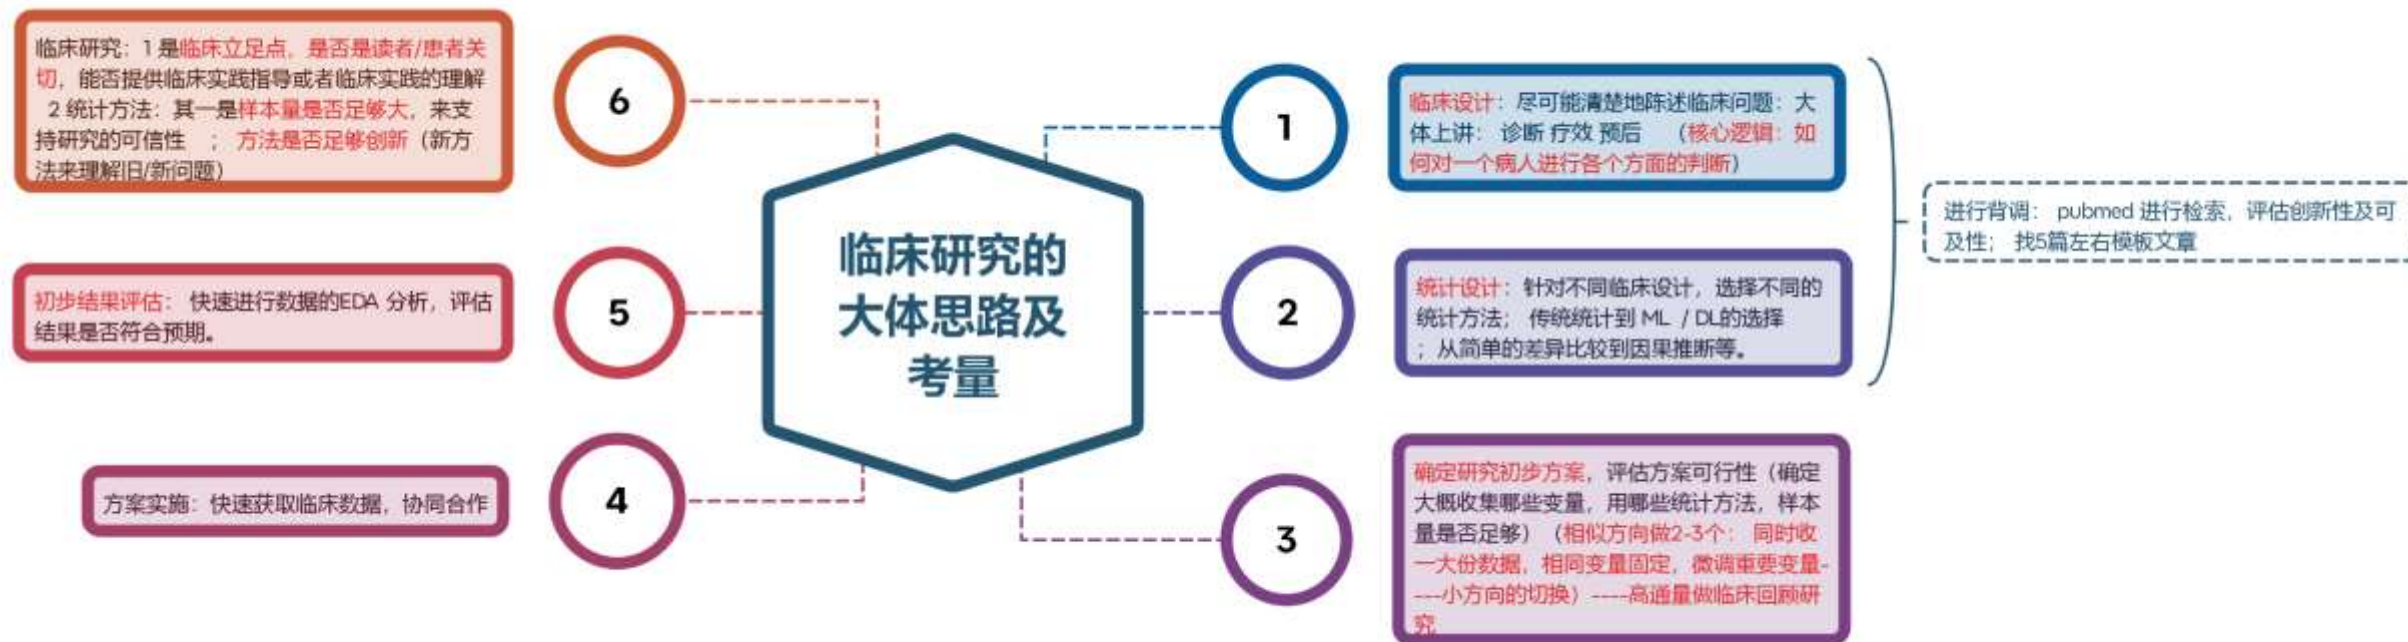 临床研究的
大体思路及
考量
1
临床设计：尽可能清楚地陈述临床问题：大
体上讲： 诊断 疗效 预后 （核心逻辑：如
何对一个病人进行各个方面的判断）
2
统计设计：针对不同临床设计，选择不同的
统计方法； 传统统计到 ML / DL的选择
；从简单的差异比较到因果推断等。
进行背调： pubmed 进行检索，评估创新性及可
及性； 找5篇左右模板文章
3
确定研究初步方案，评估方案可行性（确定
大概收集哪些变量，用哪些统计方法，样本
量是否足够）（相似方向做2-3个： 同时收
一大份数据，相同变量固定，微调重要变量-
---小方向的切换）----高通量做临床回顾研
究
4
方案实施：快速获取临床数据，协同合作
5
初步结果评估： 快速进行数据的EDA 分析，评估
结果是否符合预期。
6
临床研究：1 是临床立足点，是否是读者/患者关
切，能否提供临床实践指导或者临床实践的理解
2 统计方法：其一是样本量是否足够大，来支
持研究的可信性 ； 方法是否足够创新（新方
法来理解旧/新问题）